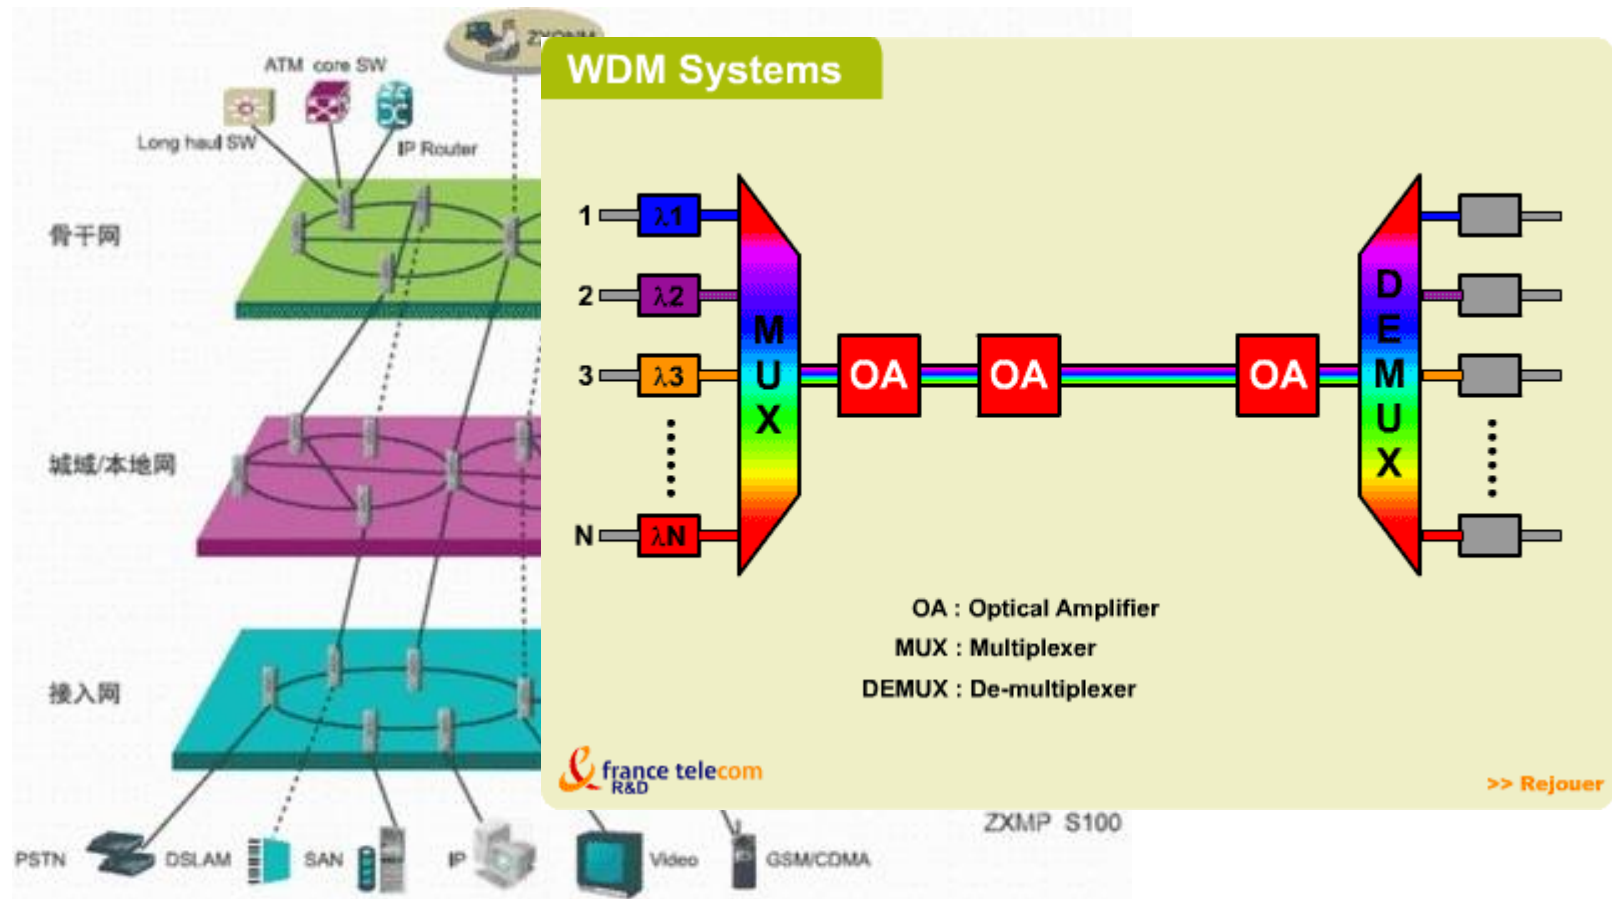 ATM core SW
Long haul SW
IP Router
骨干网
城域/本地网
接入网
PSTN
DSLAM
SAN
IP
Video
GSM/CDMA
ZXMP S100
WDM Systems
1
λ1
2
λ2
3
λ3
N
λN
MUX
OA
OA
OA
DEMUX
OA : Optical Amplifier
MUX : Multiplexer
DEMUX : De-multiplexer
france telecom
R&D
>> Rejouer